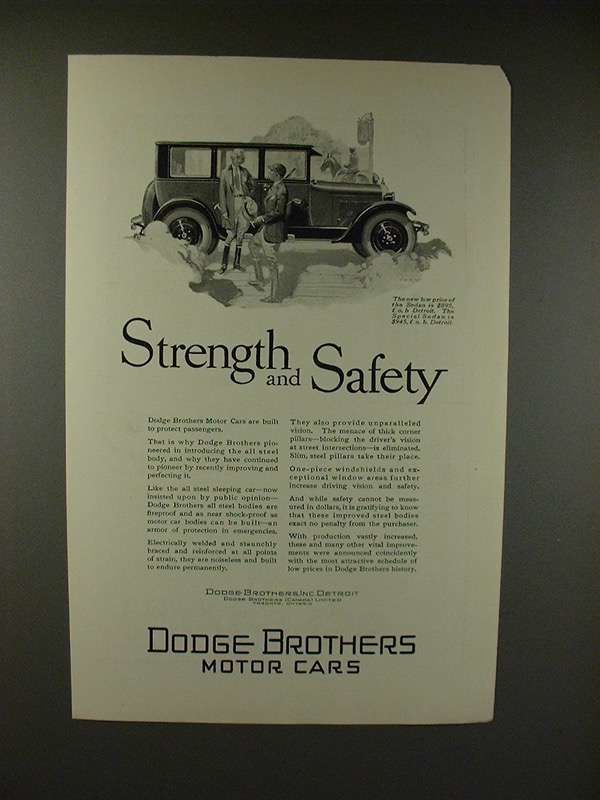 The new low price of
the Sedan is $895,
f. o. b. Detroit. The
Special Sedan is
$945, f. o. b. Detroit.
Strength and Safety
Dodge Brothers Motor Cars are built
to protect passengers.
That is why Dodge Brothers pio-
neered in introducing the all steel
body, and why they have continued
to pioneer by recently improving and
perfecting it.
Like the all steel sleeping car—now
insisted upon by public opinion—
Dodge Brothers all steel bodies are
fireproof and as near shock-proof as
motor car bodies can be built—an
armor of protection in emergencies.
Electrically welded and staunchly
braced and reinforced at all points
of strain, they are noiseless and built
to endure permanently.
They also provide unparalleled
vision. The menace of thick corner
pillars—blocking the driver's vision
at street intersections—is eliminated.
Slim, steel pillars take their place.
One-piece windshields and ex-
ceptional window areas further
increase driving vision and safety.
And while safety cannot be meas-
ured in dollars, it is gratifying to know
that these improved steel bodies
exact no penalty from the purchaser.
With production vastly increased,
these and many other vital improve-
ments were announced coincidently
with the most attractive schedule of
low prices in Dodge Brothers history.
DODGE BROTHERS, INC. DETROIT
DODGE BROTHERS (CANADA) LIMITED
TORONTO, ONTARIO
DODGE BROTHERS
MOTOR CARS